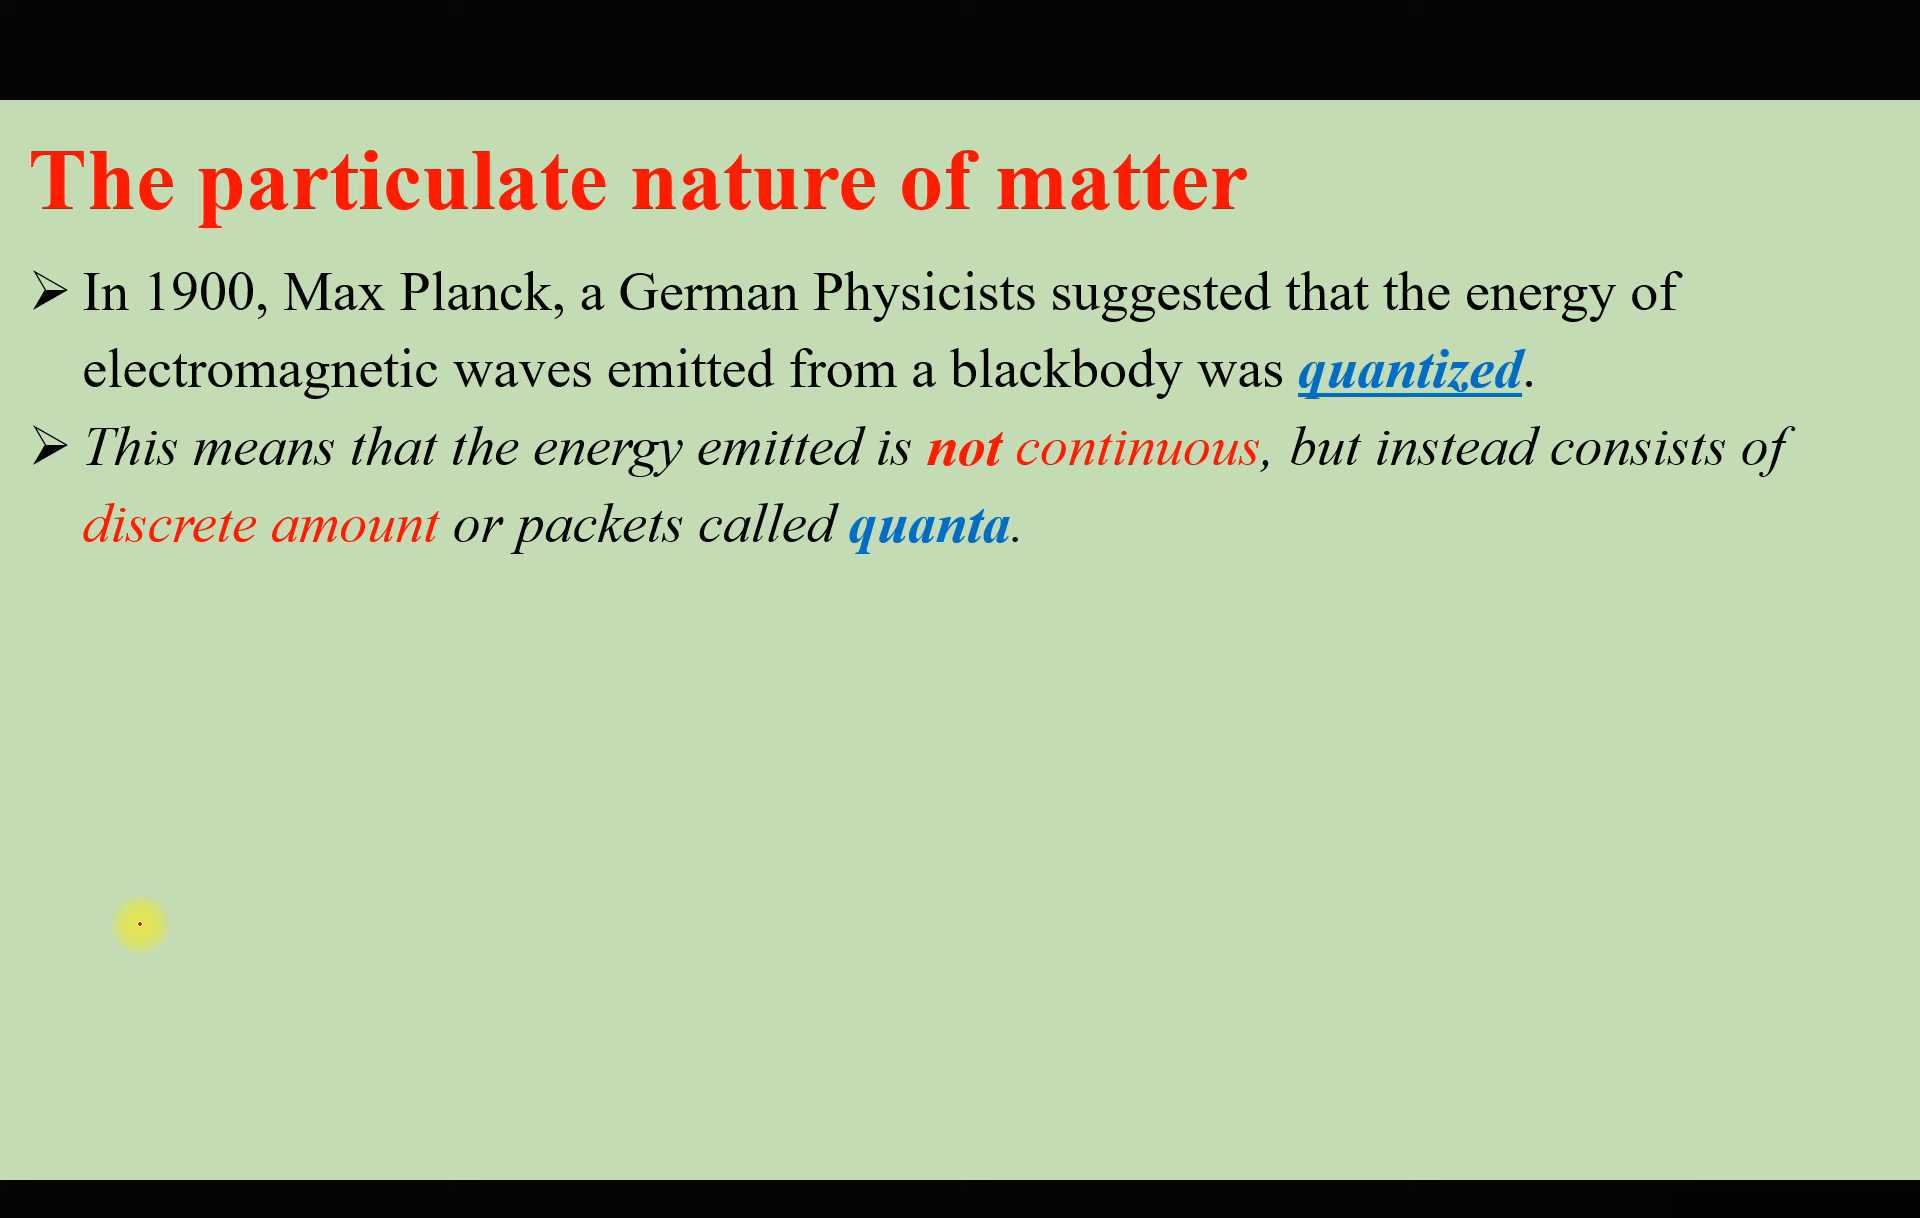 The particulate nature of matter
➢ In 1900, Max Planck, a German Physicists suggested that the energy of
electromagnetic waves emitted from a blackbody was quantized.
➢ This means that the energy emitted is not continuous, but instead consists of
discrete amount or packets called quanta.